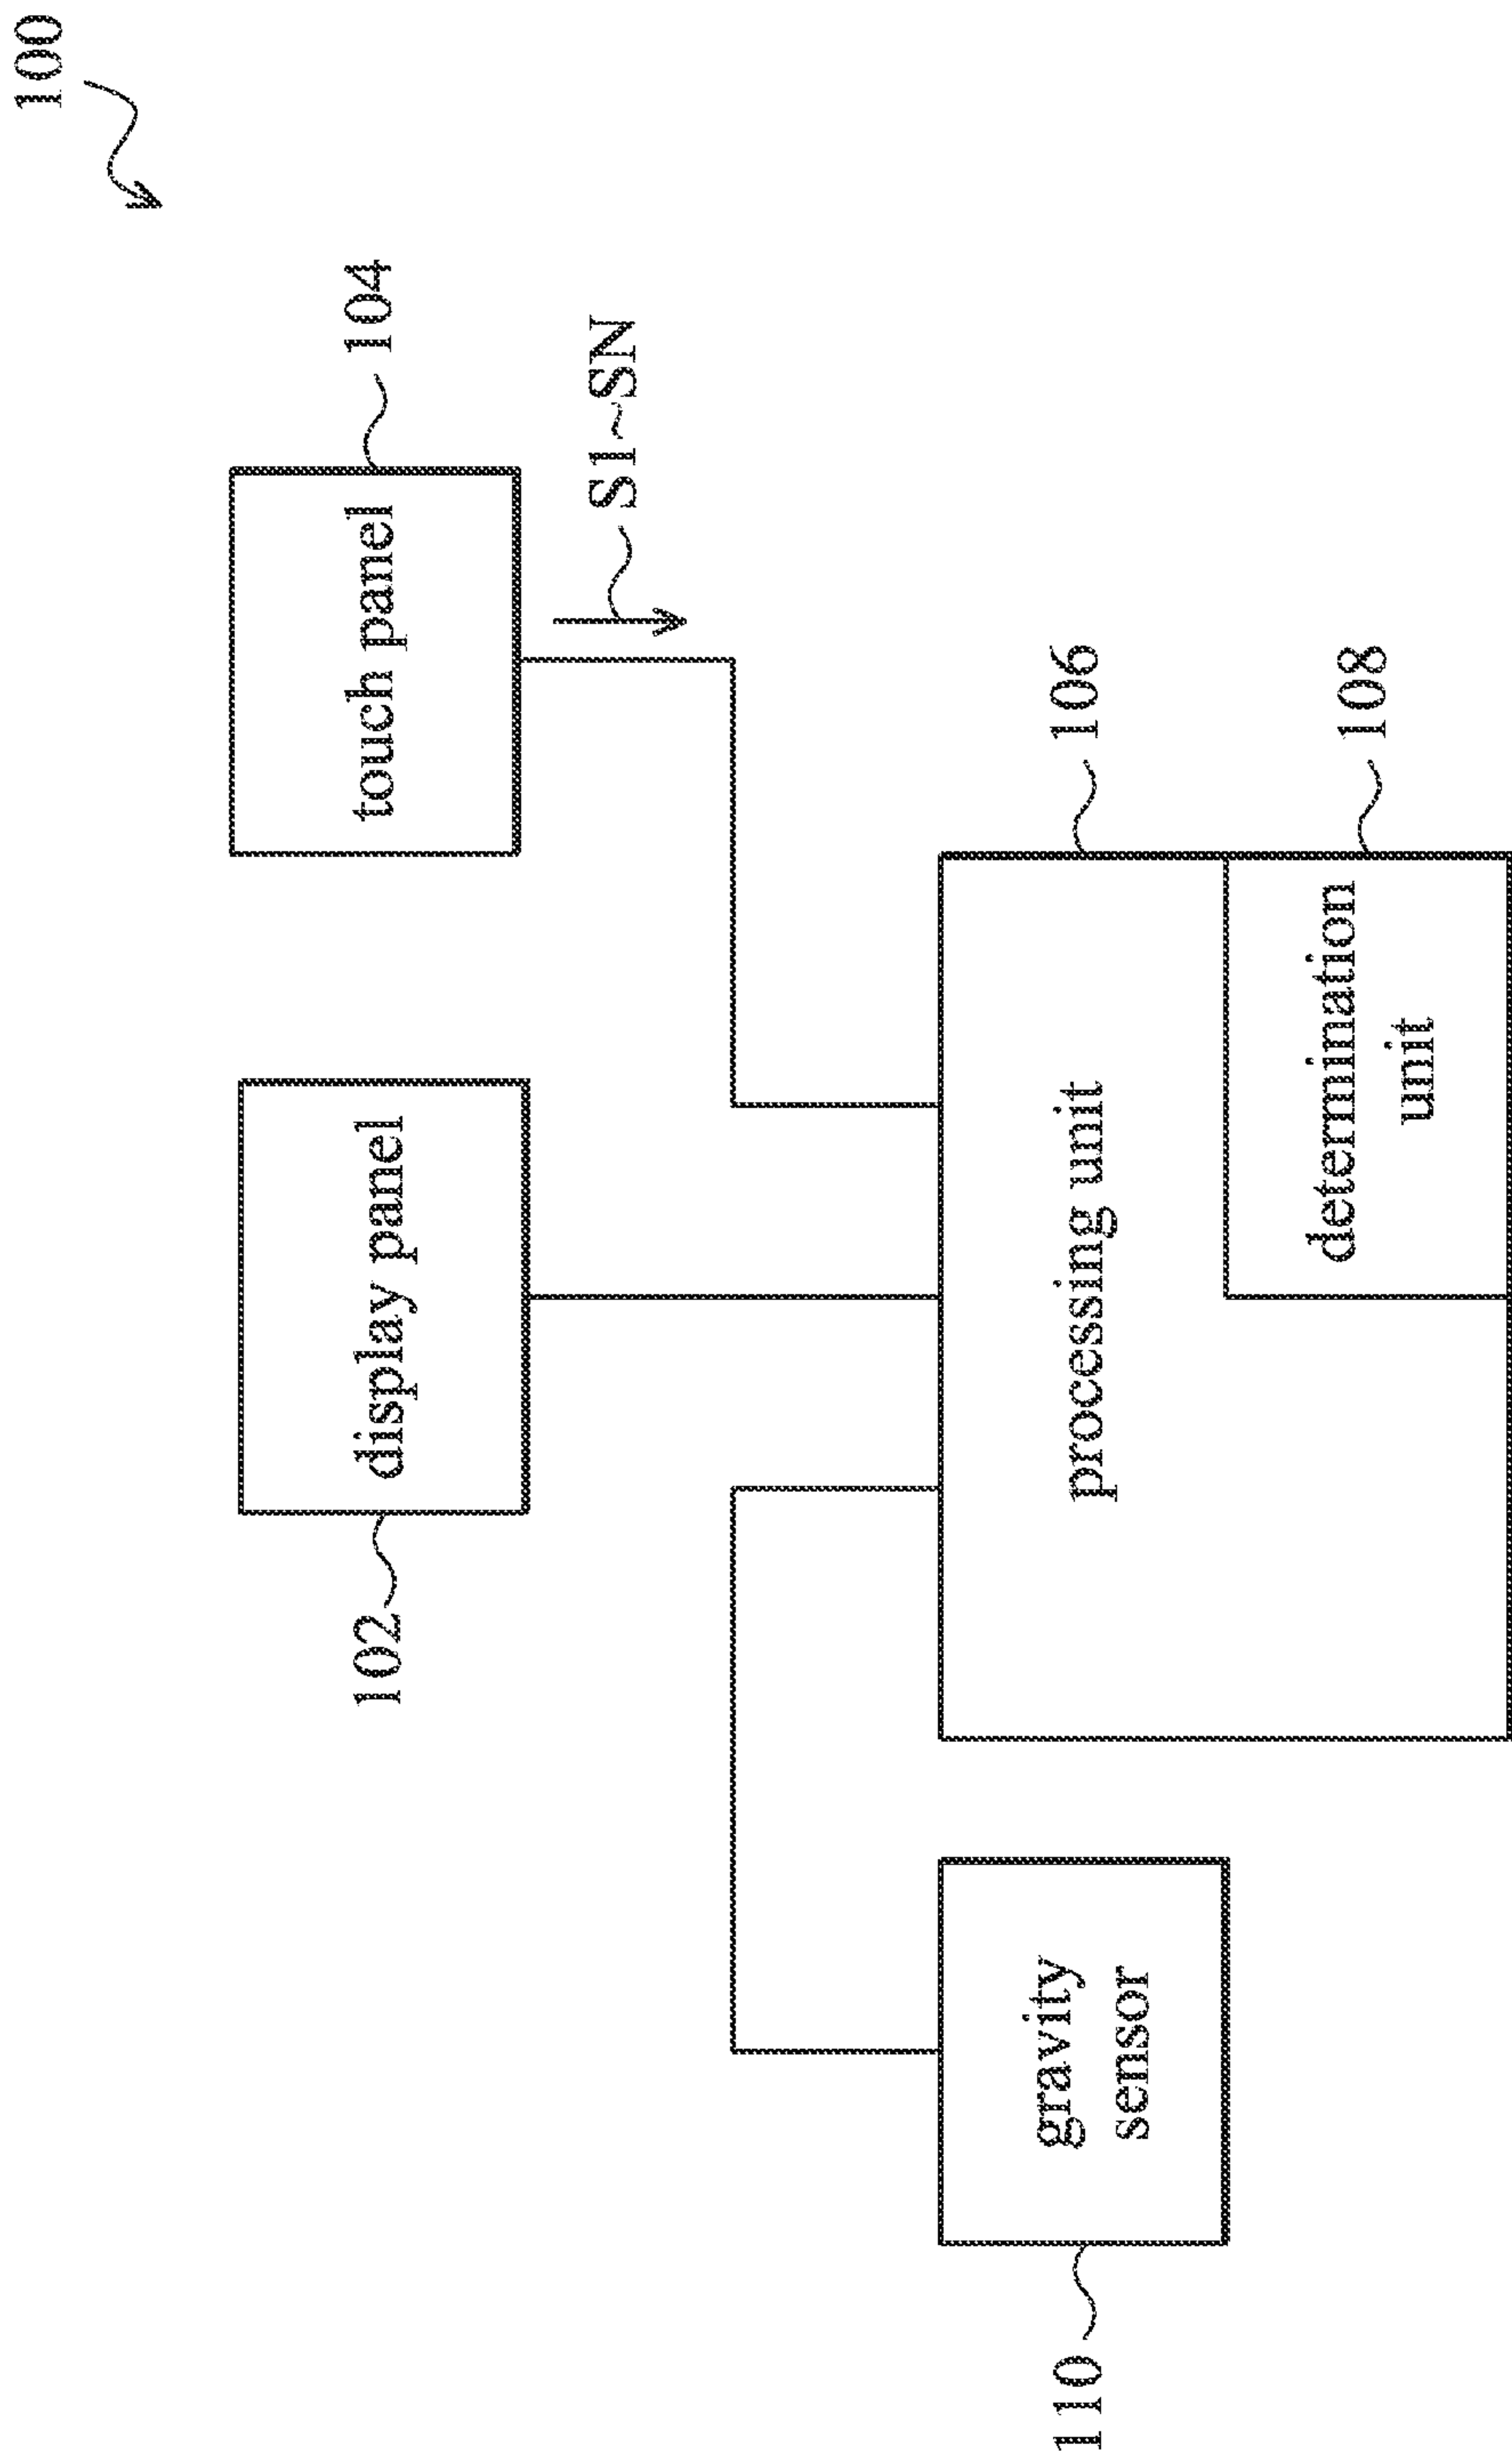 100
touch panel
104
S1~SN
display panel
102
processing unit
106
determination
unit
108
gravity
sensor
110